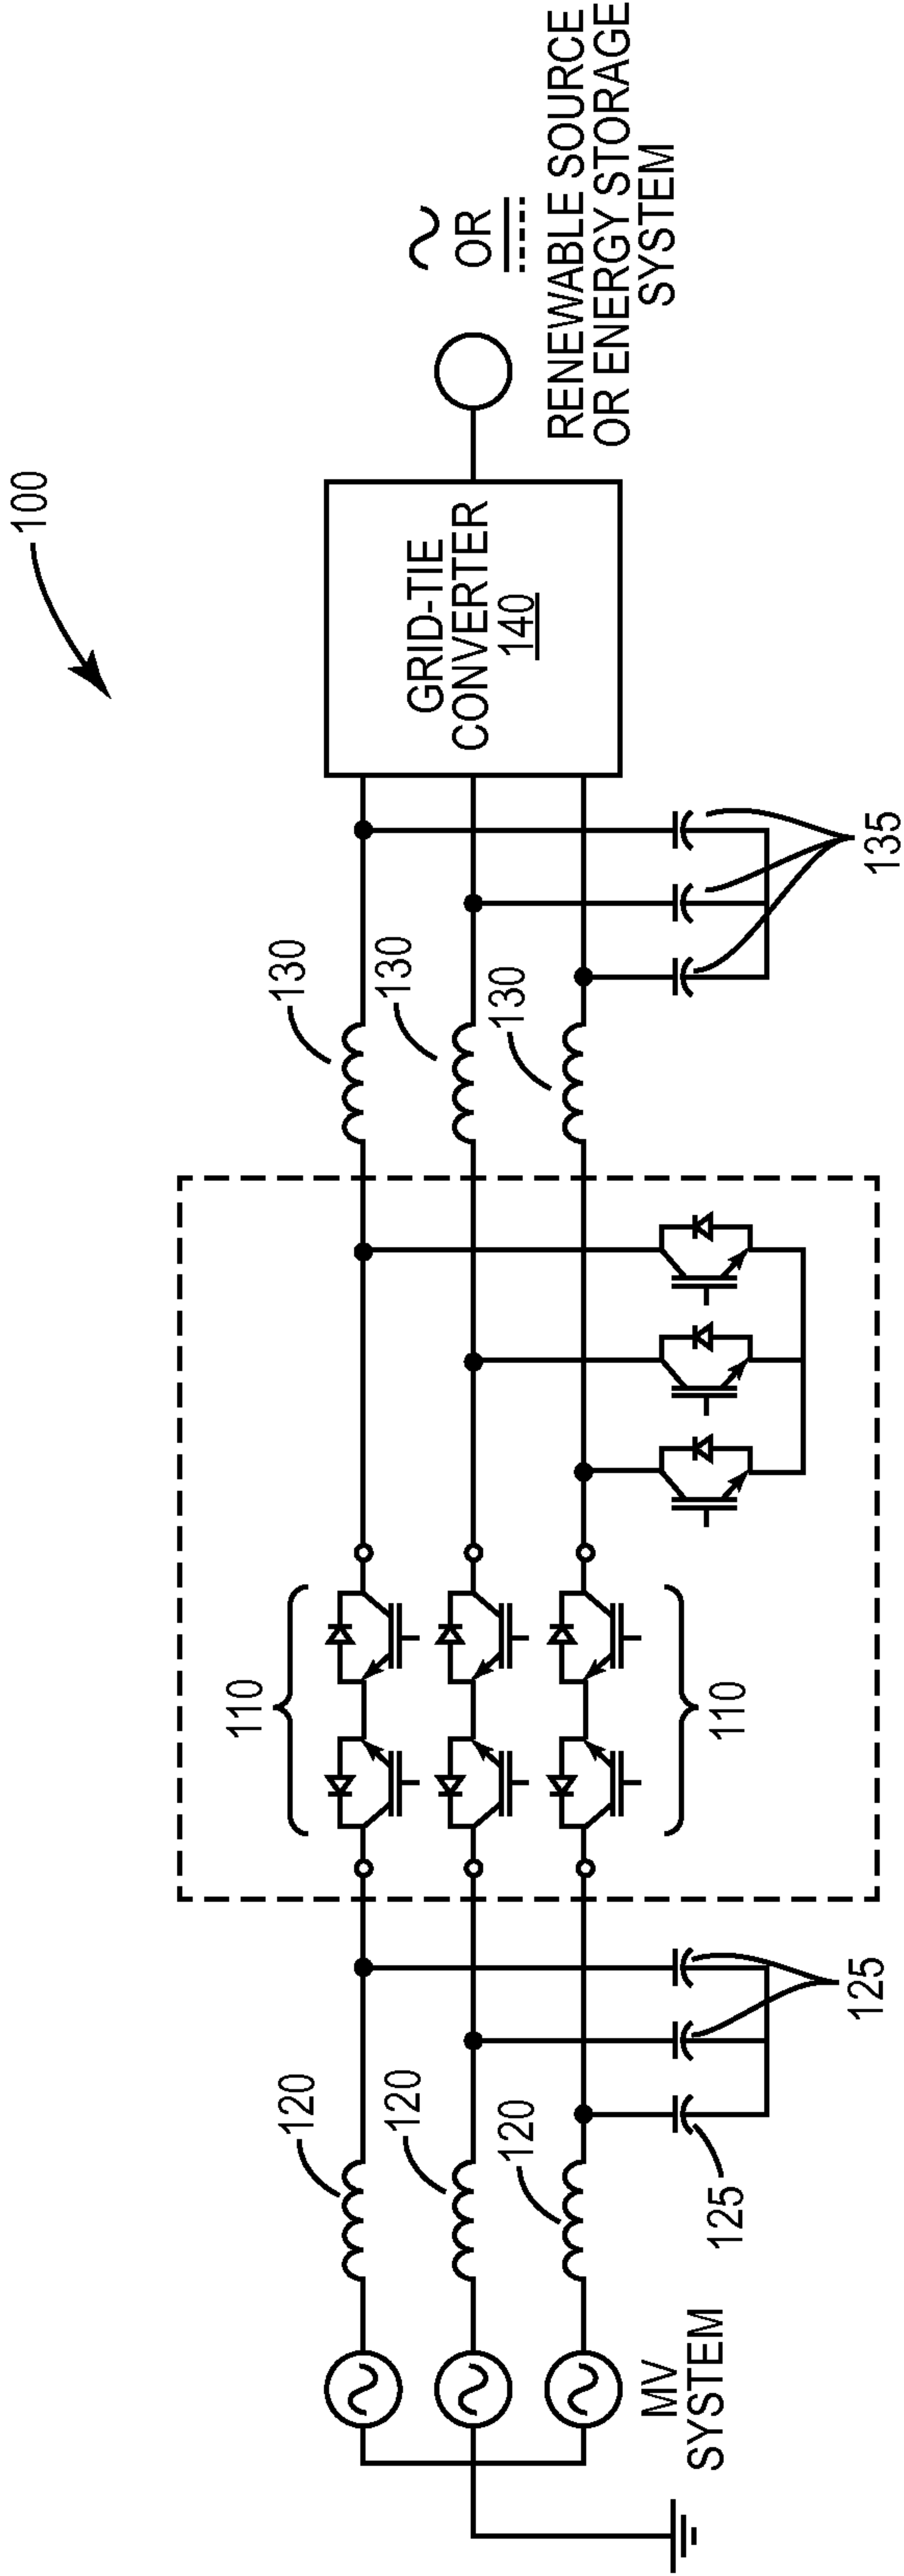 100
120
120
120
125
125
MV
SYSTEM
110
110
130
130
130
135
GRID-TIE
CONVERTER
140
OR
RENEWABLE SOURCE
OR ENERGY STORAGE
SYSTEM